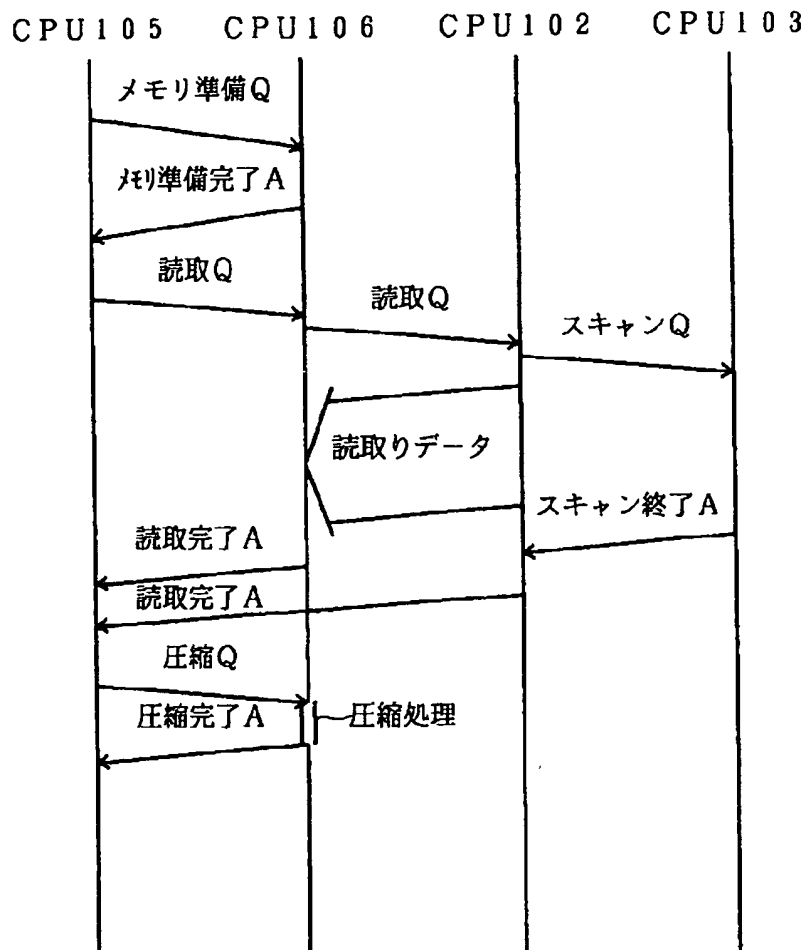 CPU105 CPU106 CPU102 CPU103
メモリ準備Q
ﾒﾓﾘ準備完了A
読取Q
読取Q
スキャンQ
読取りデータ
スキャン終了A
読取完了A
読取完了A
圧縮Q
圧縮完了A
圧縮処理